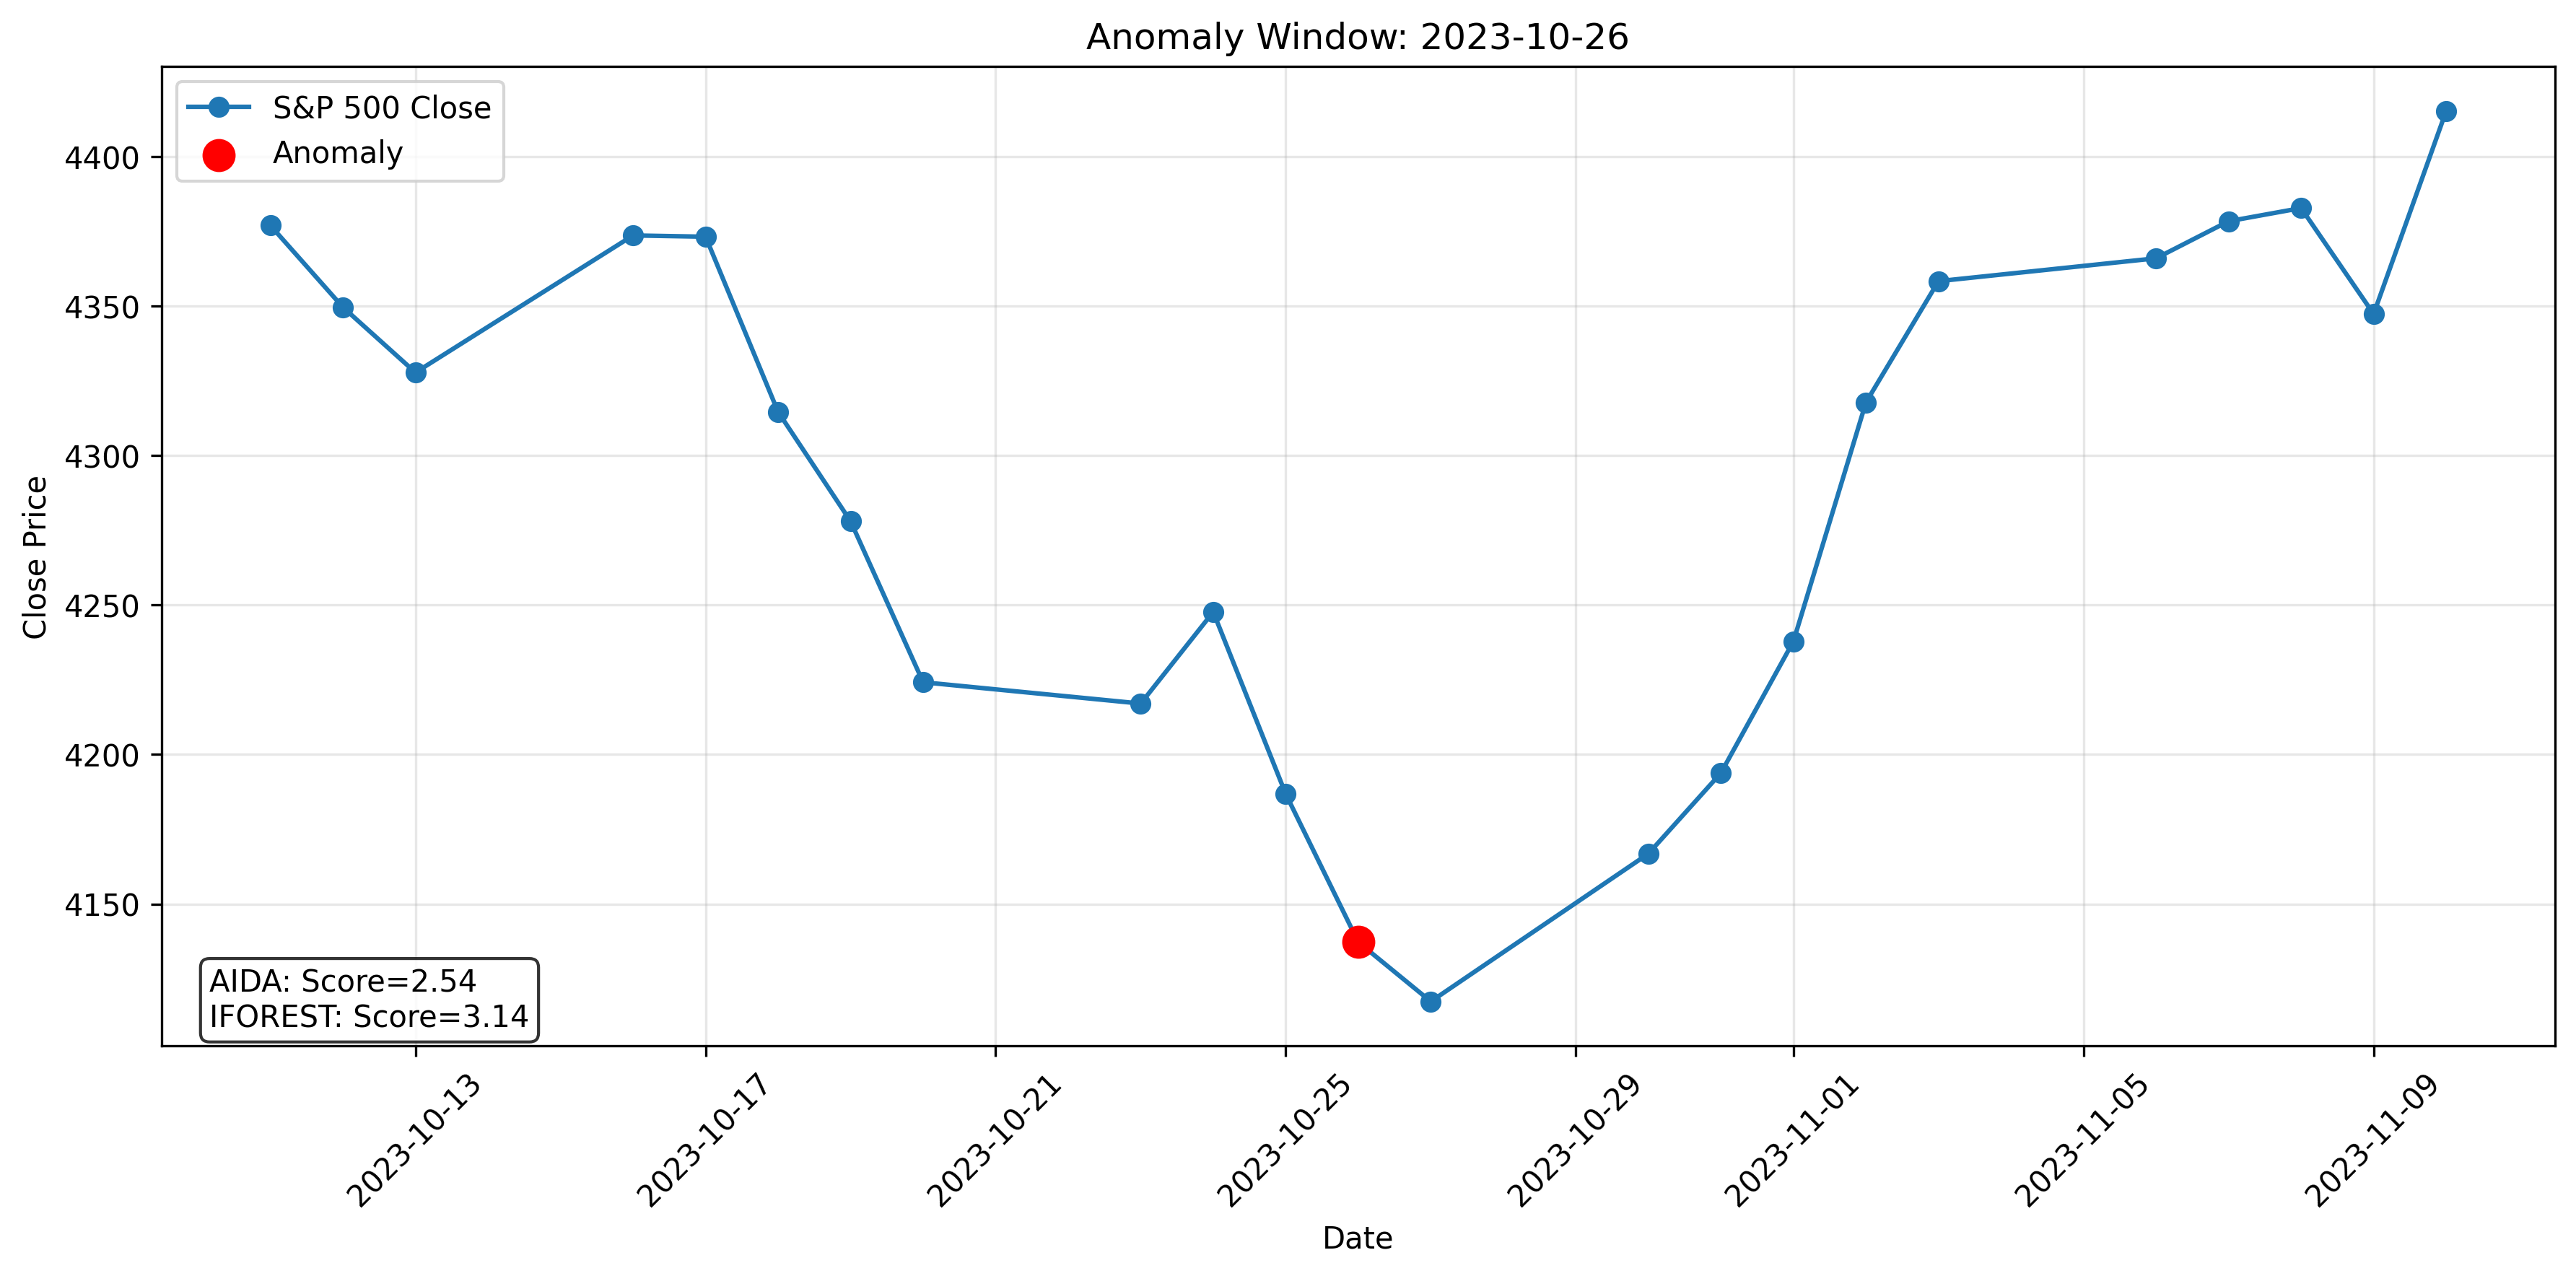 Anomaly Window: 2023-10-26
S&P 500 Close
Anomaly
4400
4350
4300
4250
4200
4150
Close Price
AIDA: Score=2.54
IFOREST: Score=3.14
2023-10-13
2023-10-17
2023-10-21
2023-10-25
2023-10-29
2023-11-01
2023-11-05
2023-11-09
Date